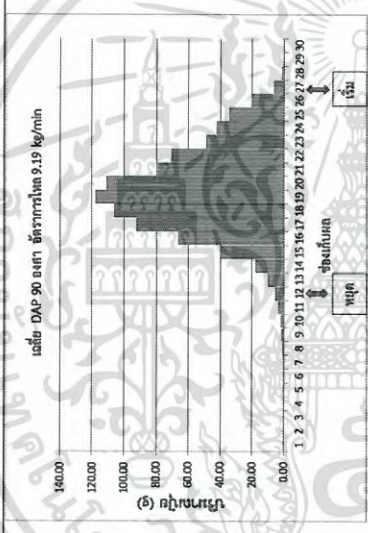 เฉลี่ย DAP 90 องศา อัตราการไหล 9.19 kg/min
ปริมาณปุ๋ย (g)
140.00
120.00
100.00
80.00
60.00
40.00
20.00
0.00
1 2 3 4 5 6 7 8 9 10 11 12 13 14 15 16 17 18 19 20 21 22 23 24 25 26 27 28 29 30
ช่องเก็บผล
หยุด
เริ่ม